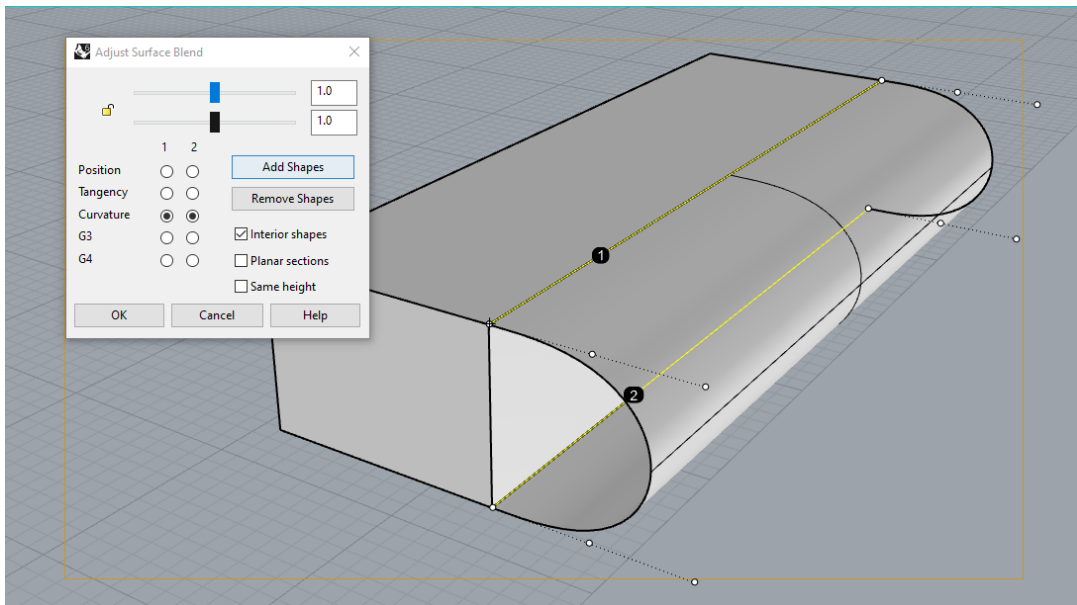 Adjust Surface Blend
1.0
1.0
1 2
Position
Tangency
Curvature
G3
G4
Add Shapes
Remove Shapes
Interior shapes
Planar sections
Same height
OK Cancel Help
1
2